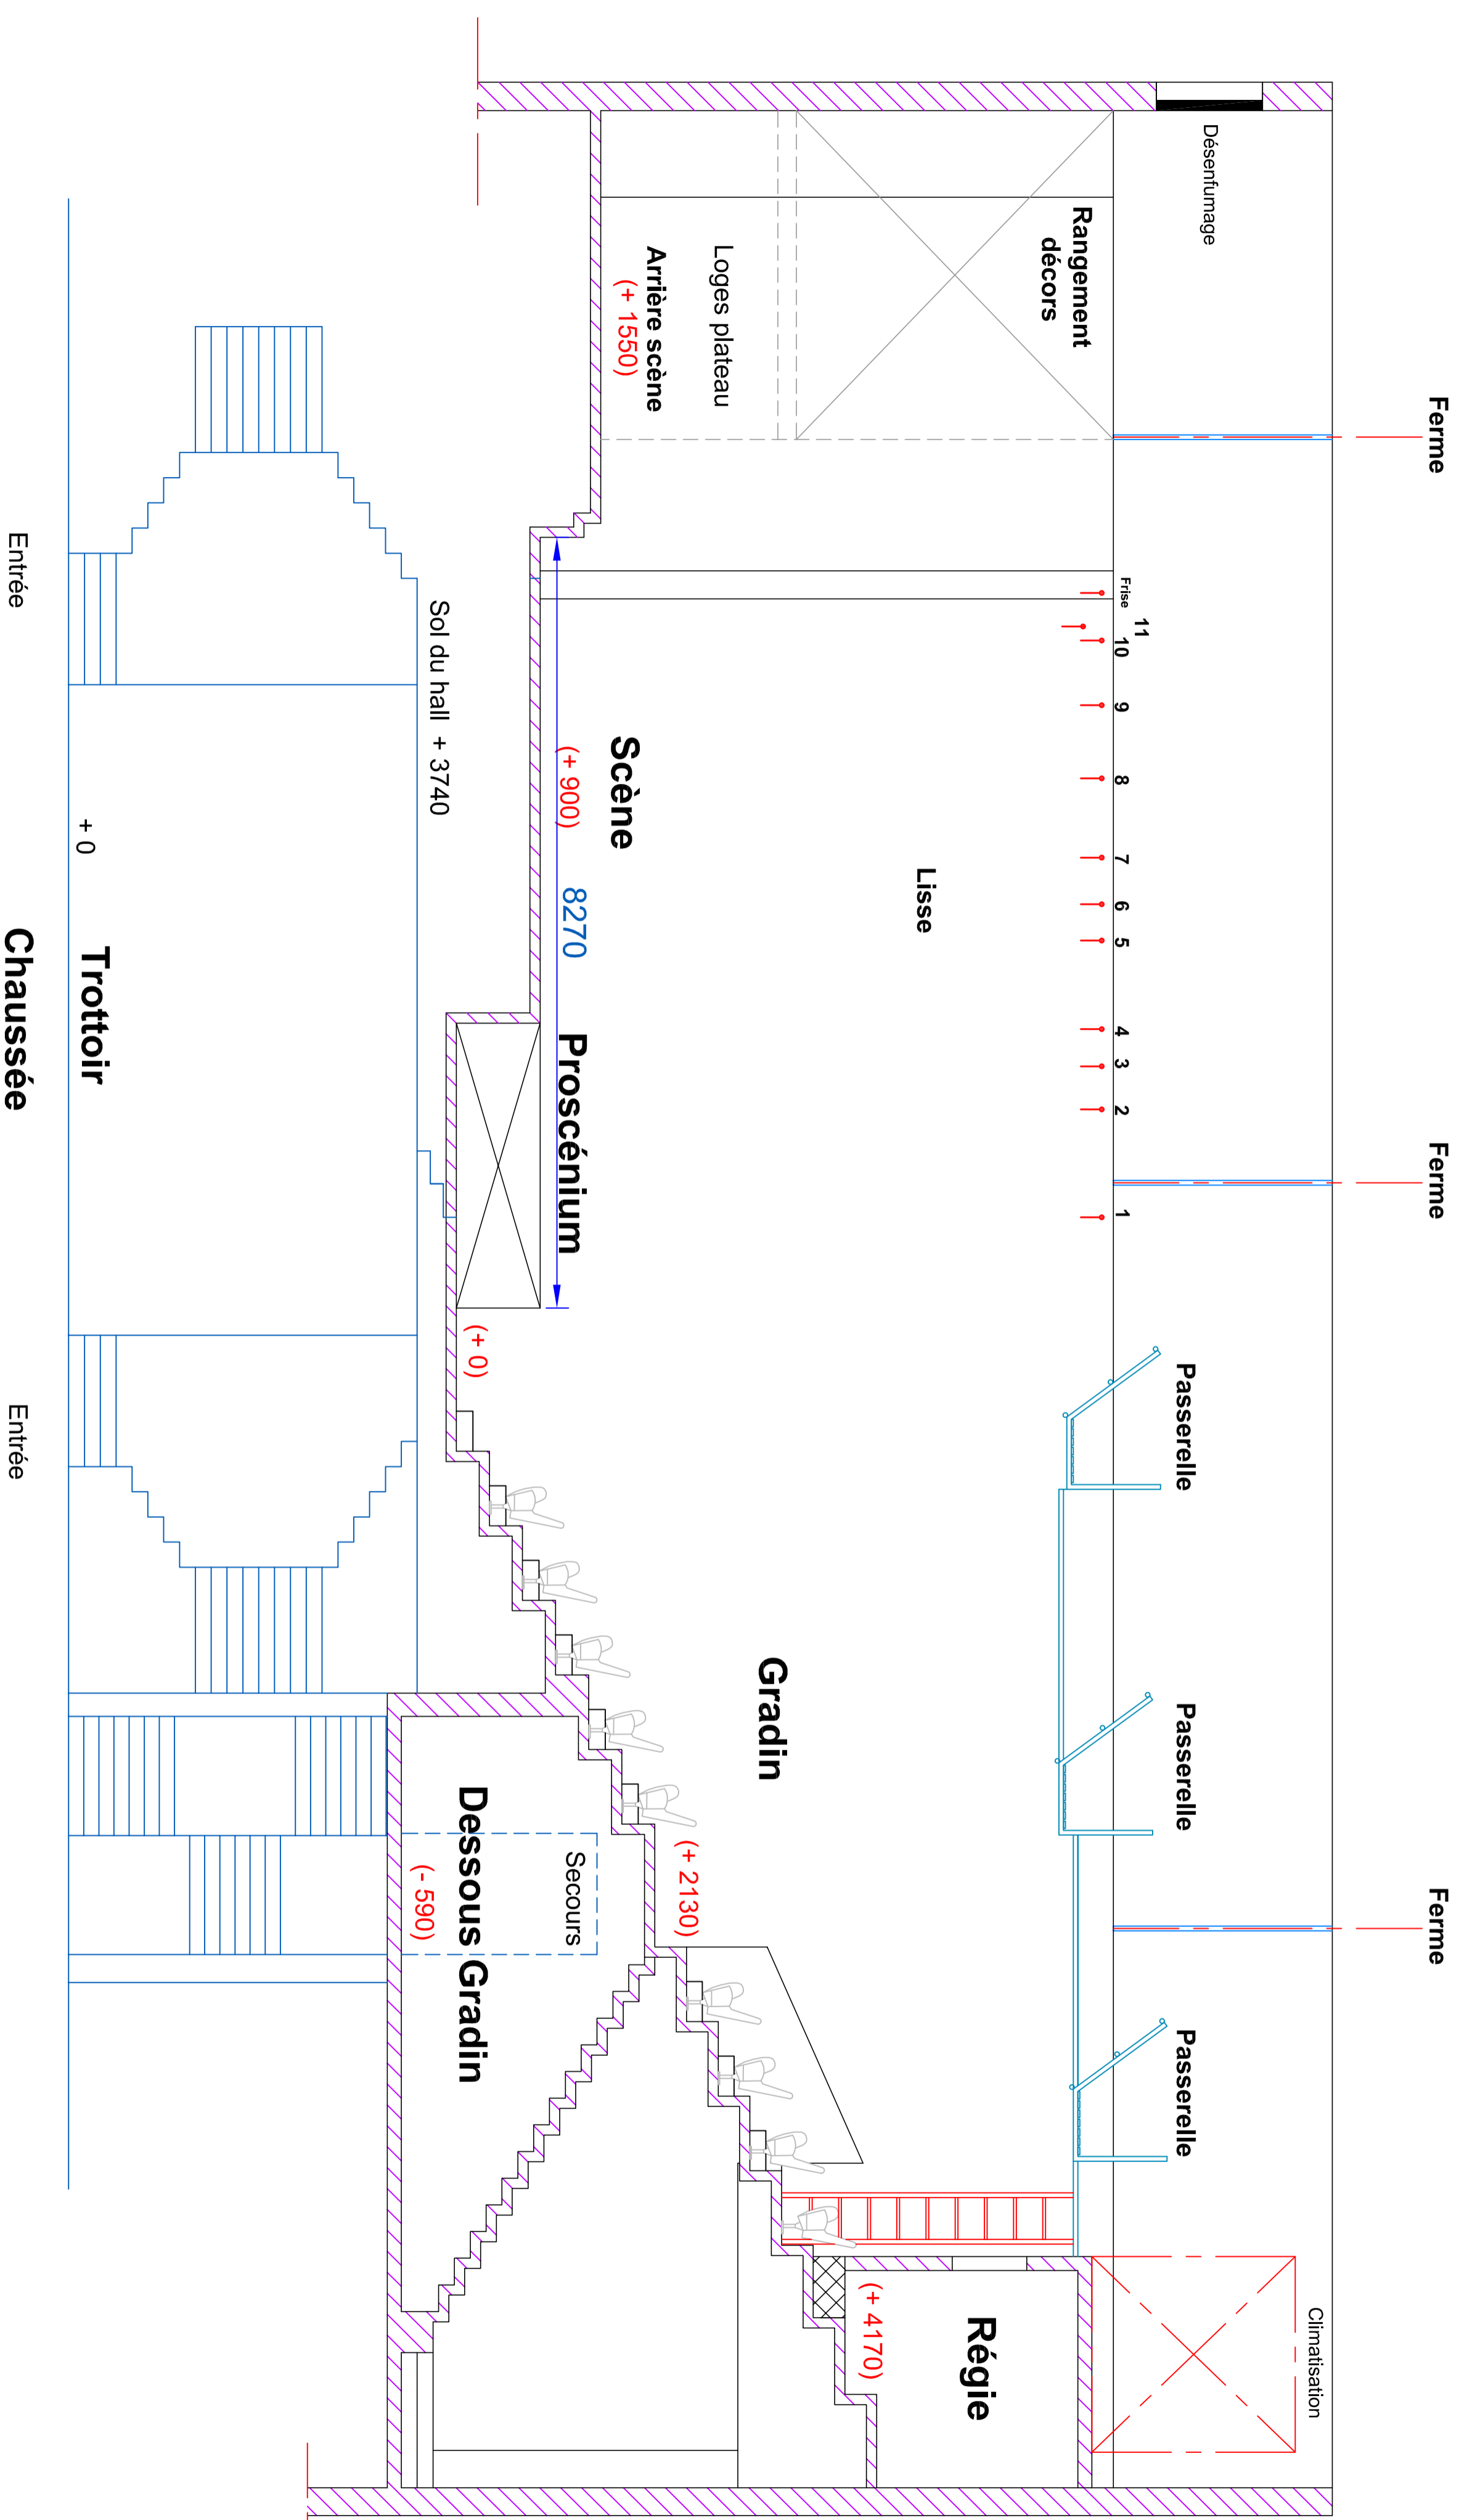 Ferme
Ferme
Ferme
Climatisation
Désenfumage
Passerelle
Passerelle
Passerelle
Rangement
décors
Frise
11
10
9
8
7
6
5
4
3
2
1
Lisse
Régie
(+ 4170)
Gradin
Loges plateau
Arrière scène
(+ 1550)
Scène
(+ 900)
8270
Proscénium
(+ 2130)
Secours
(+ 0)
Dessous Gradin
(- 590)
Sol du hall + 3740
+ 0
Trottoir
Entrée
Chaussée
Entrée